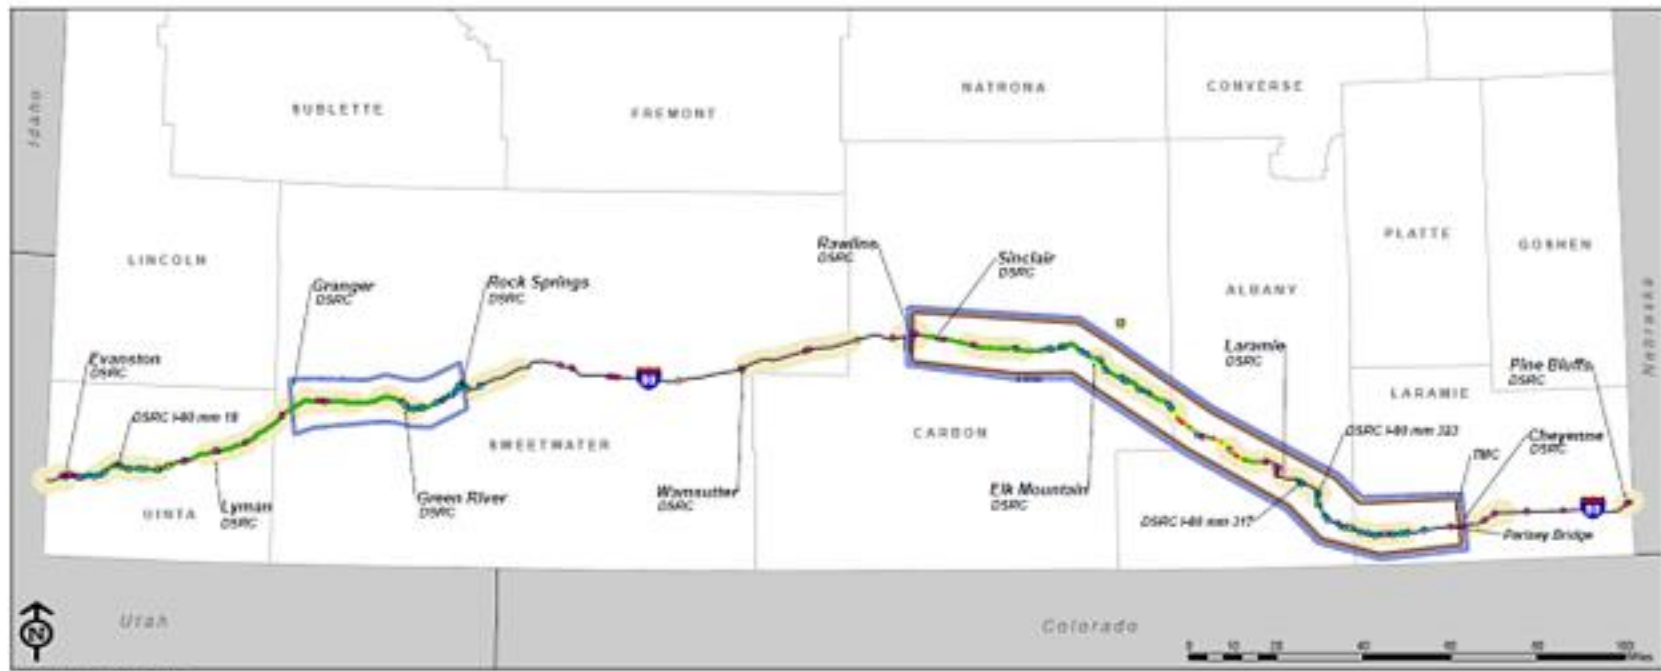 Idaho
SUBLETTE
FREMONT
NATRONA
CONVERSE
LINCOLN
PLATTE
GOSHEN
Nebraska
Rawlins
DSRC
Sinclair
DSRC
Granger
DSRC
Rock Springs
DSRC
ALBANY
Evanston
DSRC
Laramie
DSRC
Pine Bluffs
DSRC
80
LARAMIE
DSRC I-80 mm 18
SWEETWATER
CARBON
DSRC I-80 mm 323
Cheyenne
DSRC
TMC
Green River
DSRC
Wamsutter
DSRC
Elk Mountain
DSRC
Lyman
DSRC
UINTA
DSRC I-80 mm 317
80
Parsley Bridge
Utah
Colorado
N
0 10 20 40 60 80 100
Miles